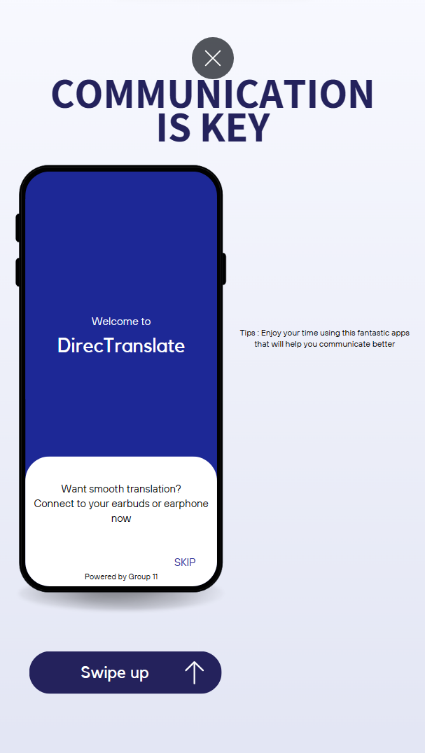 COMMUNICATION
IS KEY
Welcome to
DirecTranslate
Tips : Enjoy your time using this fantastic apps
that will help you communicate better
Want smooth translation?
Connect to your earbuds or earphone
now
SKIP
Powered by Group 11
Swipe up